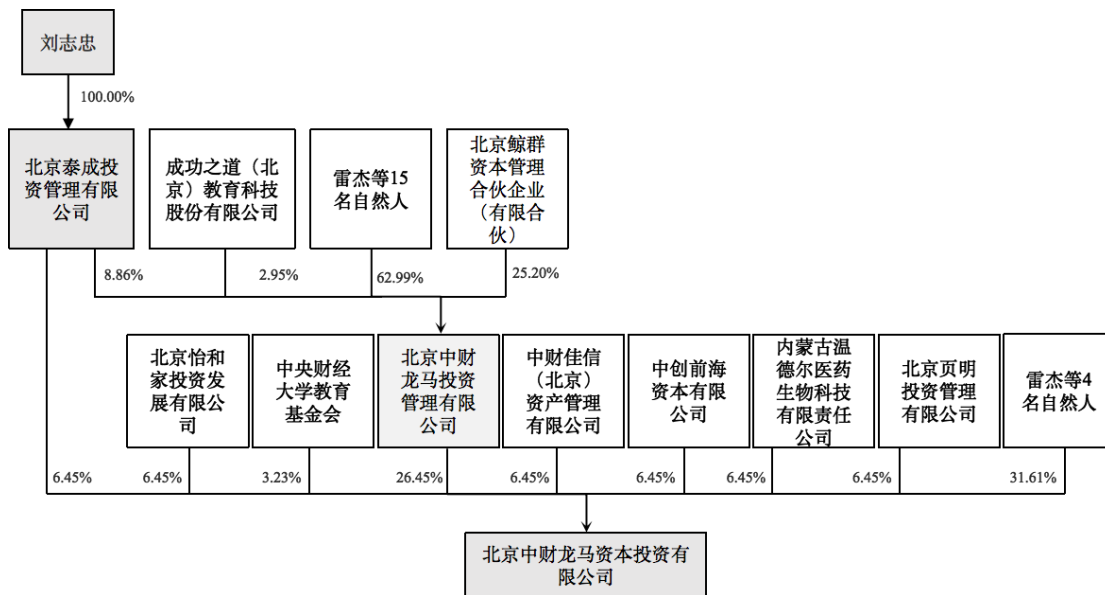 刘志忠
100.00%
北京泰成投
资管理有限
公司
成功之道（北
京）教育科技
股份有限公司
雷杰等15
名自然人
北京鲸群
资本管理
合伙企业
（有限合
伙）
8.86%
2.95%
62.99%
25.20%
北京怡和
家投资发
展有限公
司
中央财经
大学教育
基金会
北京中财
龙马投资
管理有限
公司
中财佳信
（北京）
资产管理
有限公司
中创前海
资本有限
公司
内蒙古温
德尔医药
生物科技
有限责任
公司
北京页明
投资管理
有限公司
雷杰等4
名自然人
6.45%
6.45%
3.23%
26.45%
6.45%
6.45%
6.45%
6.45%
31.61%
北京中财龙马资本投资有
限公司